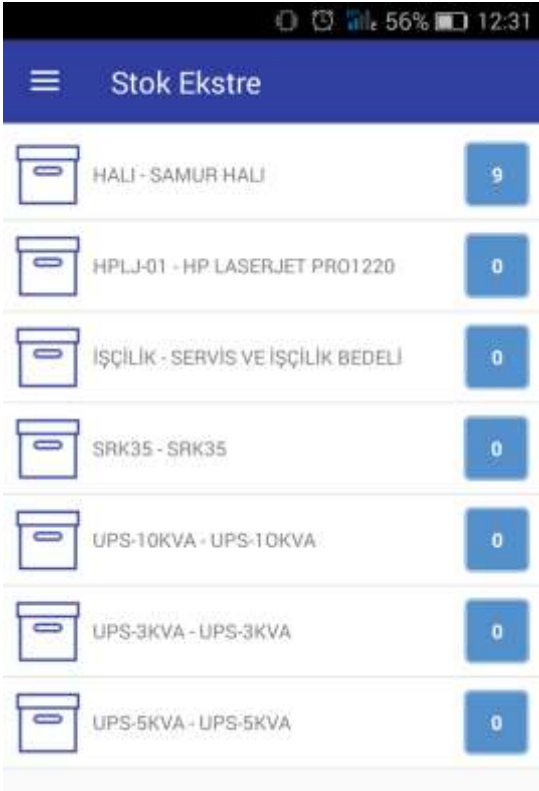 56% 12:31
Stok Ekstre
HALI - SAMUR HALI 9
HPLJ-01 - HP LASERJET PRO1220 0
İŞÇİLİK - SERVİS VE İŞÇİLİK BEDELİ 0
SRK35 - SRK35 0
UPS-10KVA - UPS-1OKVA 0
UPS-3KVA - UPS-3KVA 0
UPS-5KVA - UPS-5KVA 0